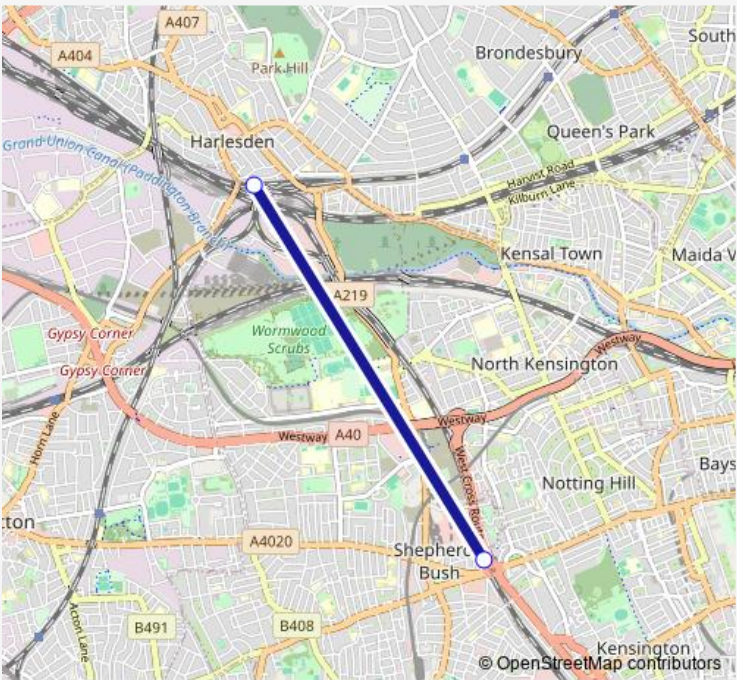 A407
A404
South
Brondesbury
Park Hill
Harlesden
Queen's Park
Grand Union Canal (Paddington Branch)
Harvist Road
Kilburn Lane
Kensal Town
Maida V
A219
Gypsy Corner
Wormwood
Scrubs
Gypsy Corner
Westway
North Kensington
Horn Lane
Westway
Westway
A40
West Cross Rou
Bays
Notting Hill
cton
A4020
Shepherd
Bush
Acton Lane
B491
B408
Kensington
© OpenStreetMap contributors